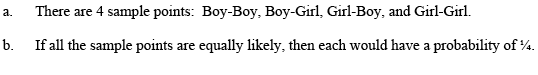 a. There are 4 sample points: Boy-Boy, Boy-Girl, Girl-Boy, and Girl-Girl.
b. If all the sample points are equally likely, then each would have a probability of ¼.